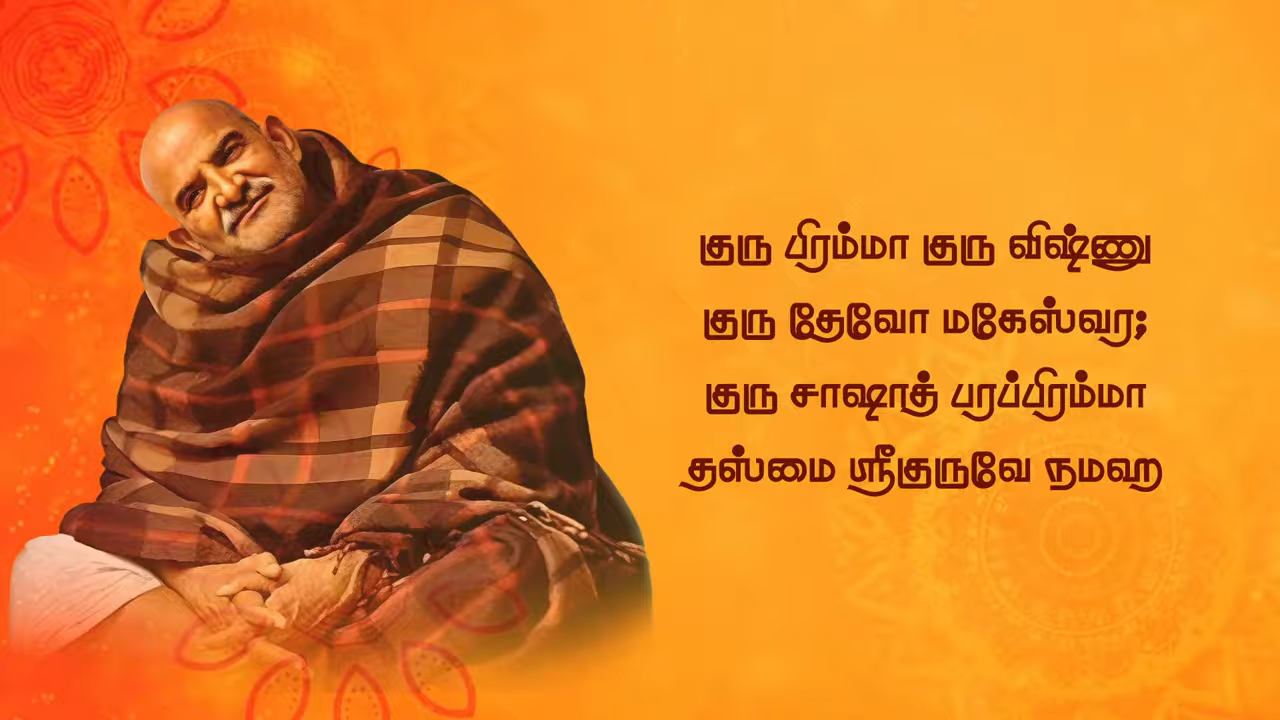 குரு பிரம்மா குரு விஷ்ணு
குரு தேவோ மகேஸ்வர;
குரு சாஷாத் பரப்பிரம்மா
தஸ்மை ஸ்ரீகுருவே நமஹ